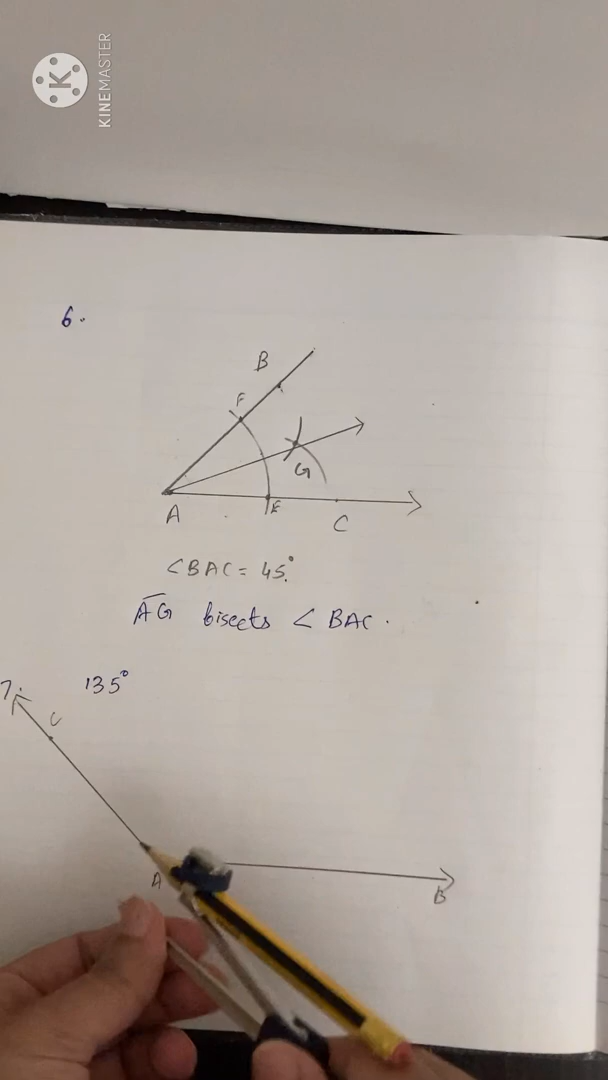 KINEMASTER
6.
B
F
G
A
E
C
∠BAC = 45°
AG bisects ∠ BAC.
7. 135°
C
A
B